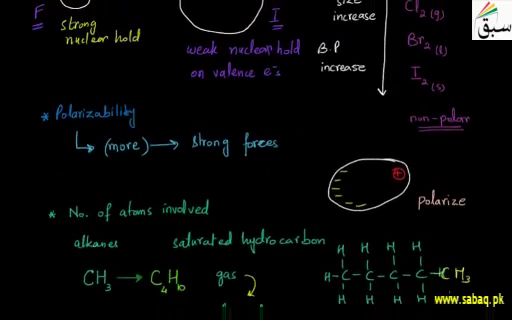 size
increase
Cl2 (g)
F
strong
nuclear hold
I
weak nuclear hold
on valence e-'s
B.P
increase
Br2 (l)
I2 (s)
سبق
non-polar
* Polarizability
(more) → strong forces
polarize
* No. of atoms involved
alkanes saturated hydrocarbon
CH3 → C4H10 gas
H H H H
H-C-C-C-C-CH3
H H H H
www.sabaq.pk